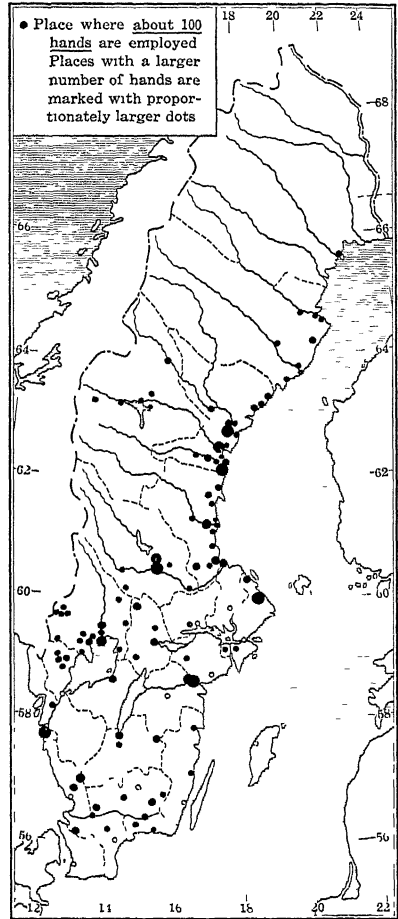 ● Place where about 100
hands are employed
Places with a larger
number of hands are
marked with propor-
tionately larger dots
18 20 22 24
68
66
66
64
62
62
60
60
58
58
56
56
12 14 16 18 20 22